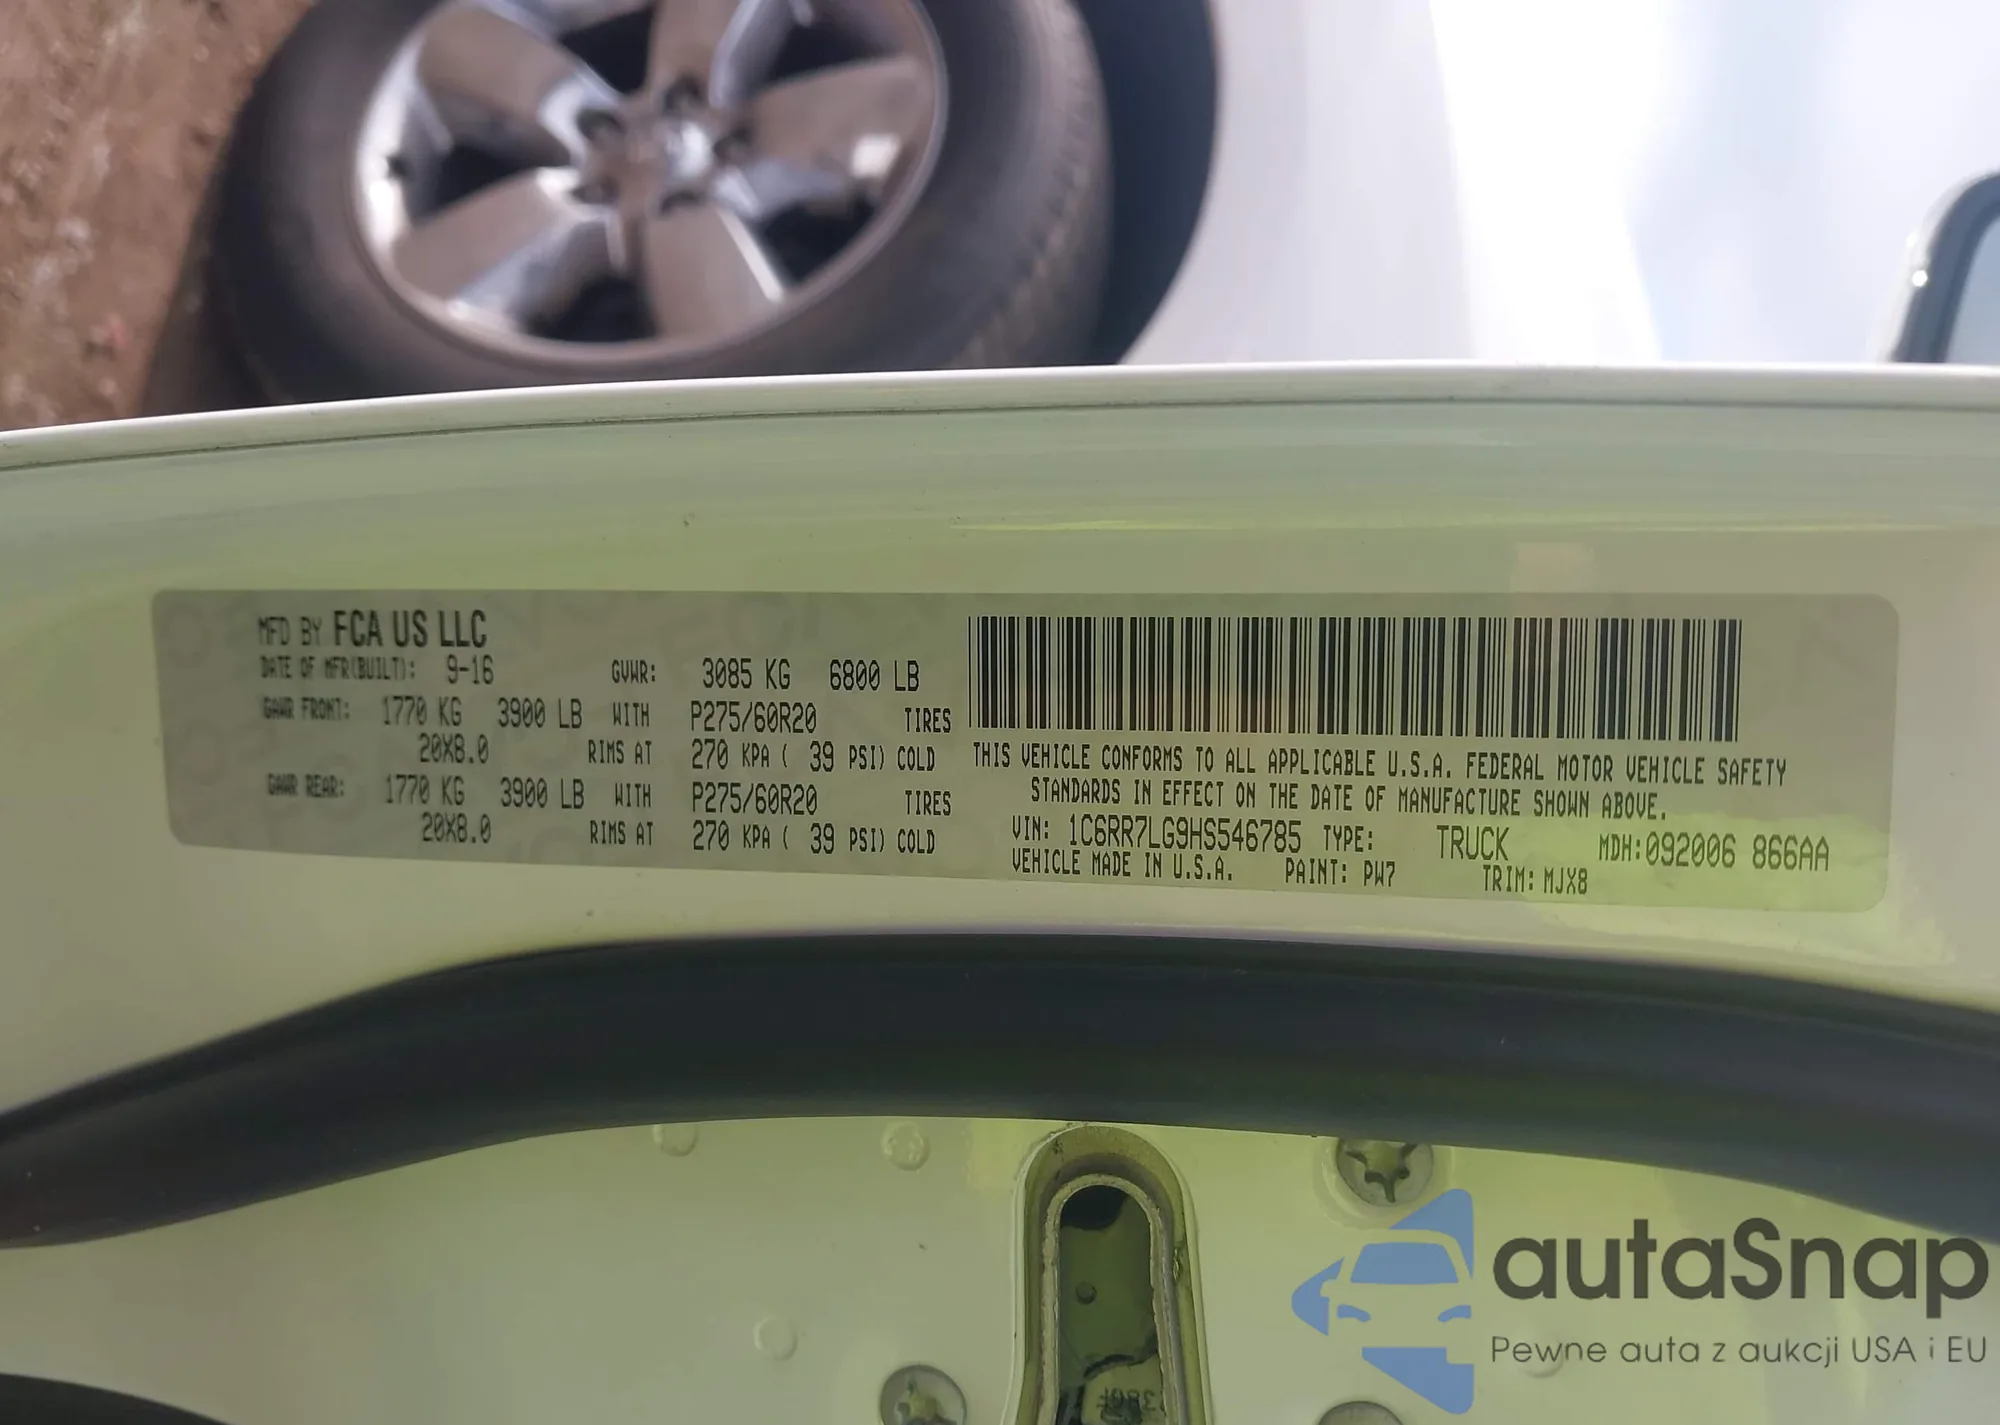 MFD BY FCA US LLC
DATE OF MFR(BUILT): 9-16 GVWR: 3085 KG 6800 LB
GAWR FRONT: 1770 KG 3900 LB WITH P275/60R20 TIRES
20X8.0 RIMS AT 270 KPA ( 39 PSI) COLD
GAWR REAR: 1770 KG 3900 LB WITH P275/60R20 TIRES
20X8.0 RIMS AT 270 KPA ( 39 PSI) COLD
THIS VEHICLE CONFORMS TO ALL APPLICABLE U.S.A. FEDERAL MOTOR VEHICLE SAFETY
STANDARDS IN EFFECT ON THE DATE OF MANUFACTURE SHOWN ABOVE.
VIN: 1C6RR7LG9HS546785 TYPE: TRUCK MDH:092006 866AA
VEHICLE MADE IN U.S.A. PAINT: PW7 TRIM: MJX8
autaSnap
Pewne auta z aukcji USA i EU